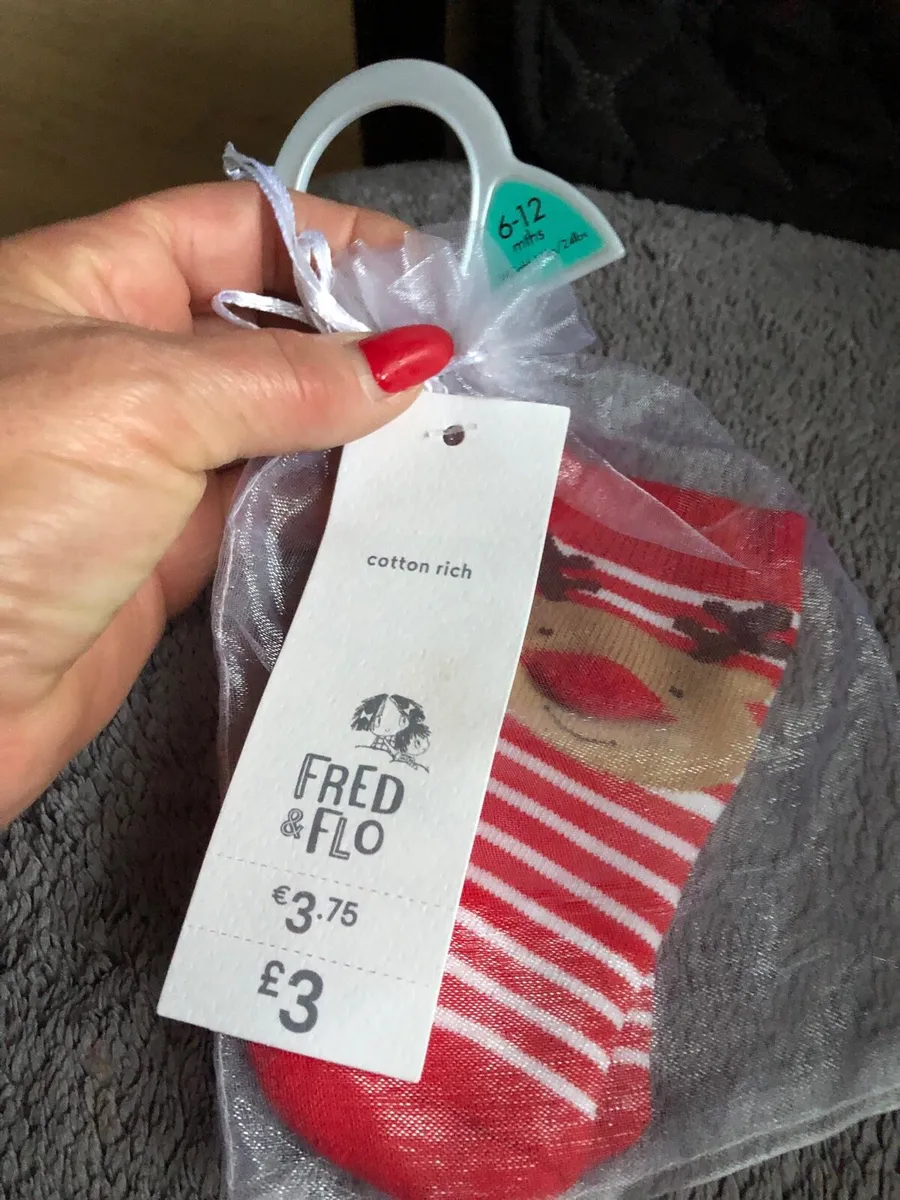 6-12
mths
cotton rich
FRED
& FLO
€3.75
£3